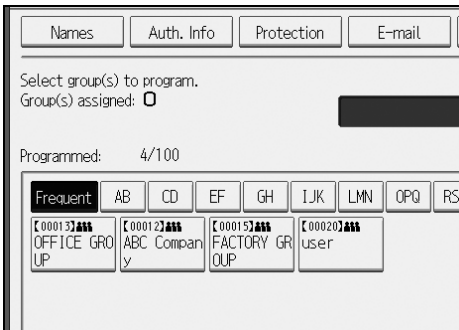 Names Auth. Info Protection E-mail
Select group(s) to program.
Group(s) assigned: 0
Programmed: 4/100
Frequent AB CD EF GH IJK LMN OPQ RS
【00013】 【00012】 【00015】 【00020】
OFFICE GRO ABC Compan FACTORY GR user
UP y OUP